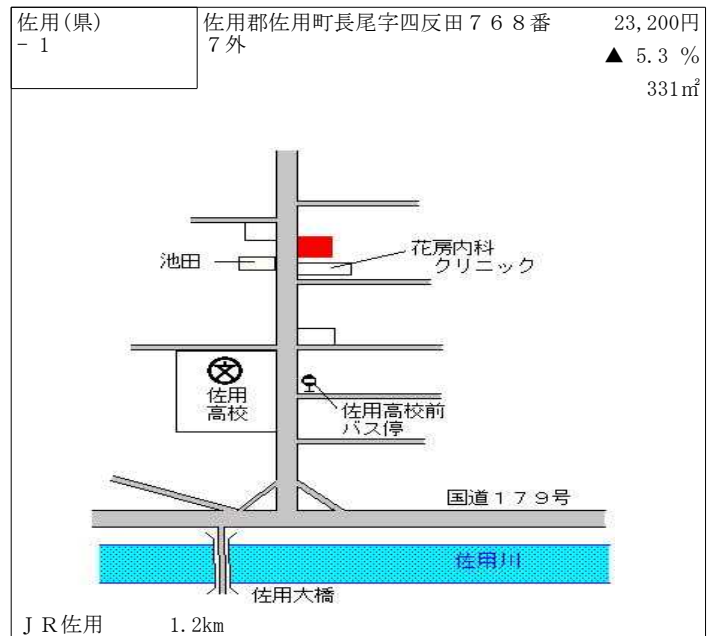 佐用(県)
－１
佐用郡佐用町長尾字四反田７６８番
７外
23,200円
▲ 5.3 %
331㎡
池田
花房内科
クリニック
佐用
高校
佐用高校前
バス停
国道１７９号
佐用川
佐用大橋
ＪＲ佐用 1.2km